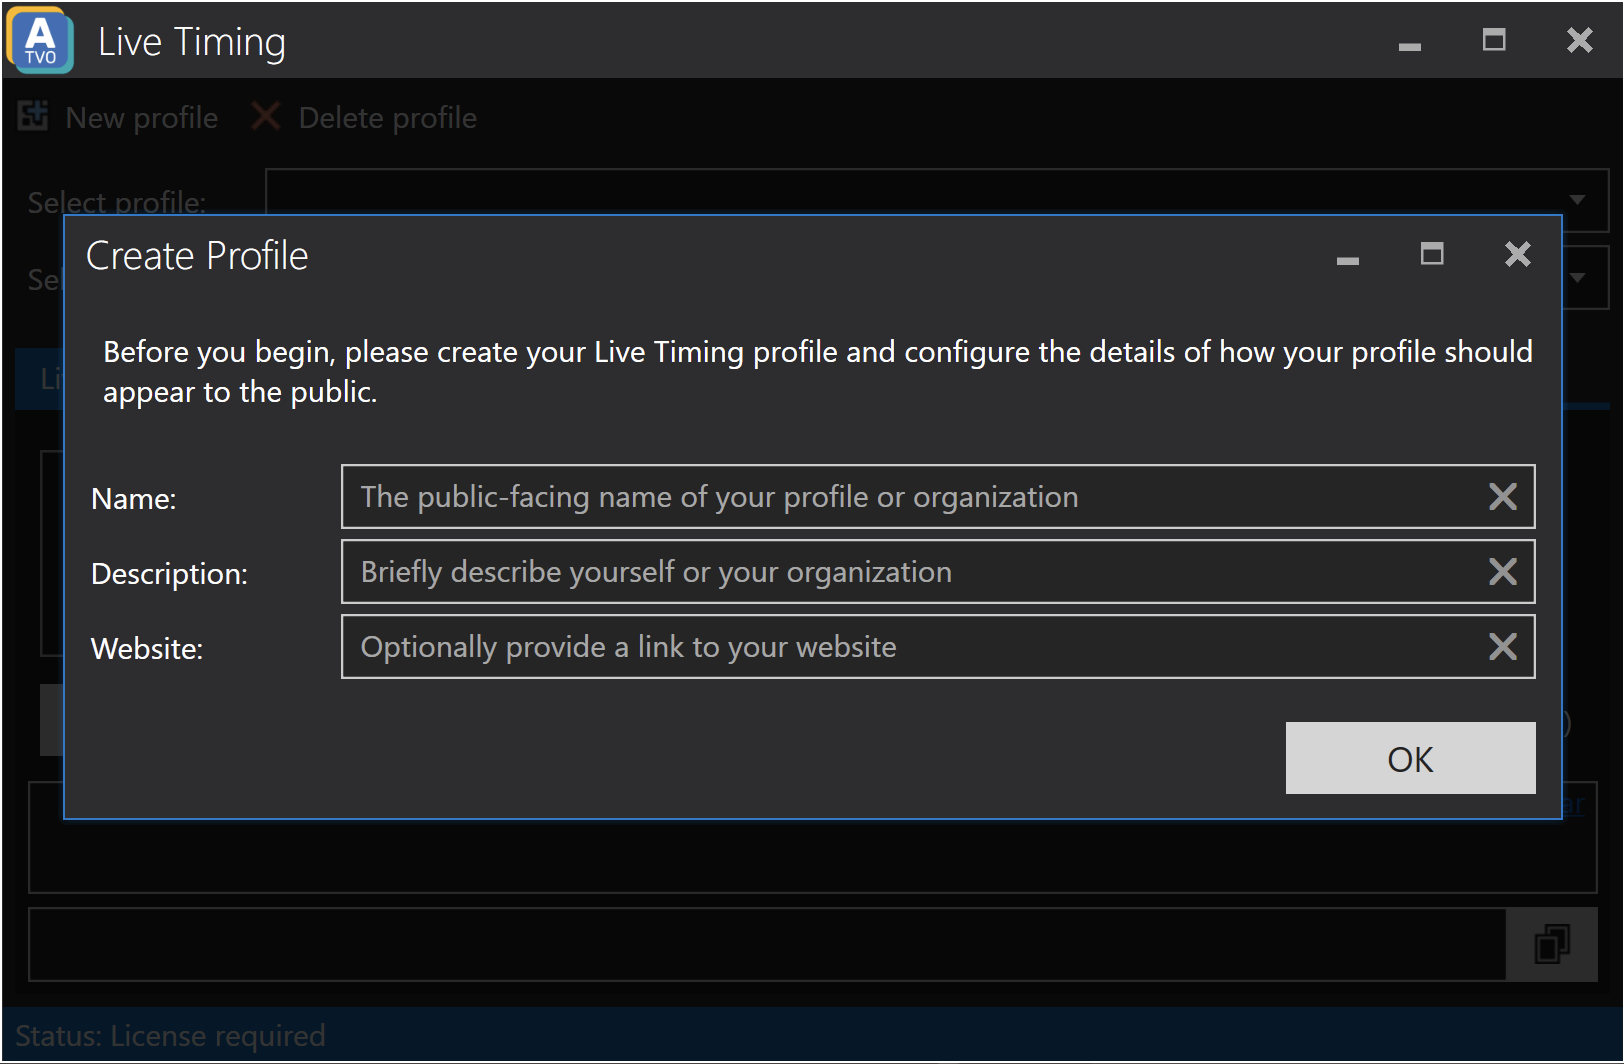 A
TVO
Live Timing
New profile
Delete profile
Select profile:
Create Profile
Sel
Before you begin, please create your Live Timing profile and configure the details of how your profile should
appear to the public.
Li
Name:
The public-facing name of your profile or organization
Description:
Briefly describe yourself or your organization
Website:
Optionally provide a link to your website
)
OK
ar
Status: License required